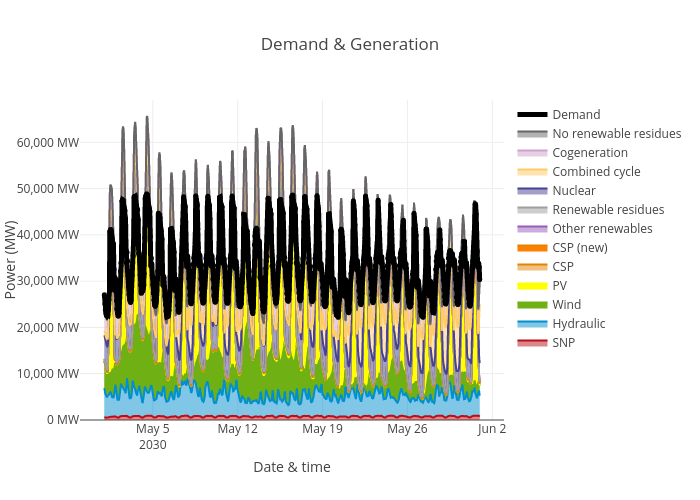 Demand & Generation
Power (MW)
60,000 MW
50,000 MW
40,000 MW
30,000 MW
20,000 MW
10,000 MW
0 MW
May 5
2030
May 12
May 19
May 26
Jun 2
Date & time
Demand
No renewable residues
Cogeneration
Combined cycle
Nuclear
Renewable residues
Other renewables
CSP (new)
CSP
PV
Wind
Hydraulic
SNP